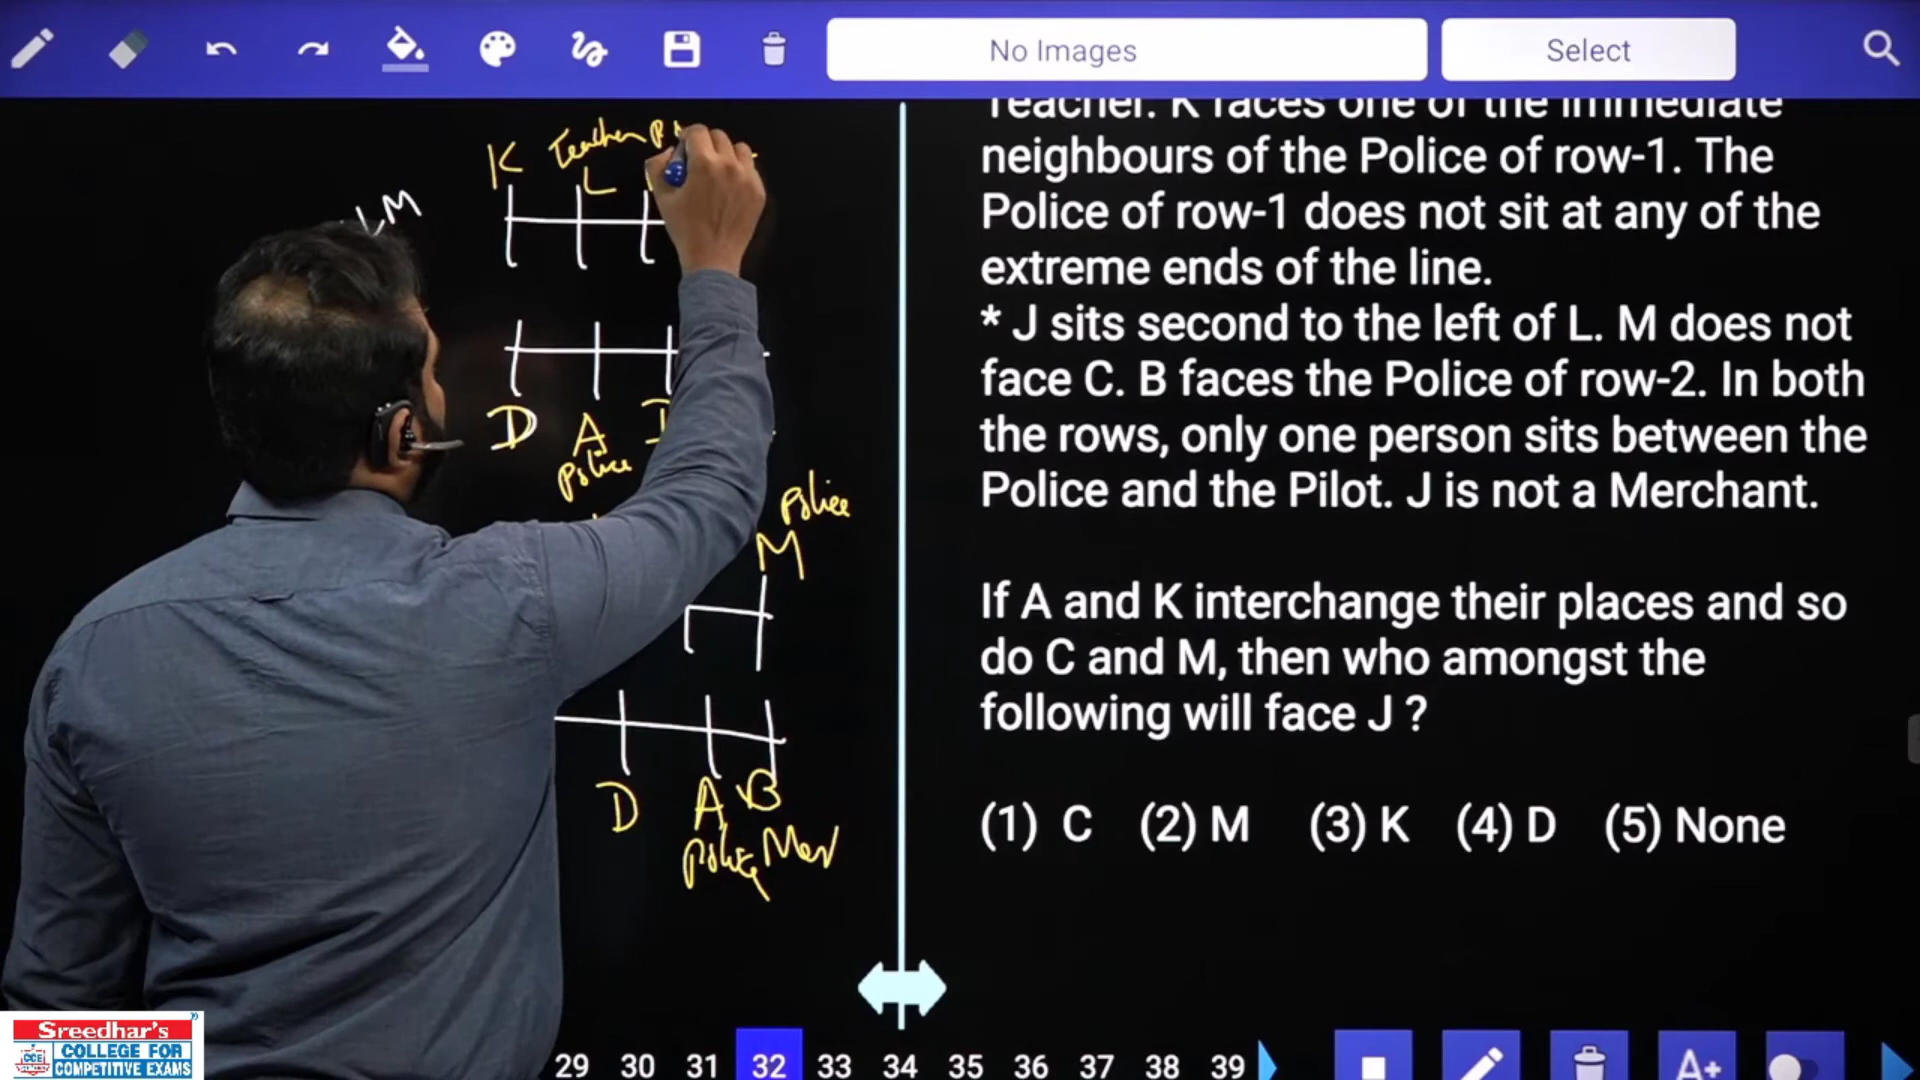 No Images
Select
Teacher. K faces one of the immediate
neighbours of the Police of row-1. The
Police of row-1 does not sit at any of the
extreme ends of the line.
* J sits second to the left of L. M does not
face C. B faces the Police of row-2. In both
the rows, only one person sits between the
Police and the Pilot. J is not a Merchant.
If A and K interchange their places and so
do C and M, then who amongst the
following will face J ?
(1) C (2) M (3) K (4) D (5) None
K Teacher
L
LM
D A
Police
Police
M
D A B
Police Mer
Sreedhar's
CCE
COLLEGE FOR
COMPETITIVE EXAMS
29 30 31 32 33 34 35 36 37 38 39
A+